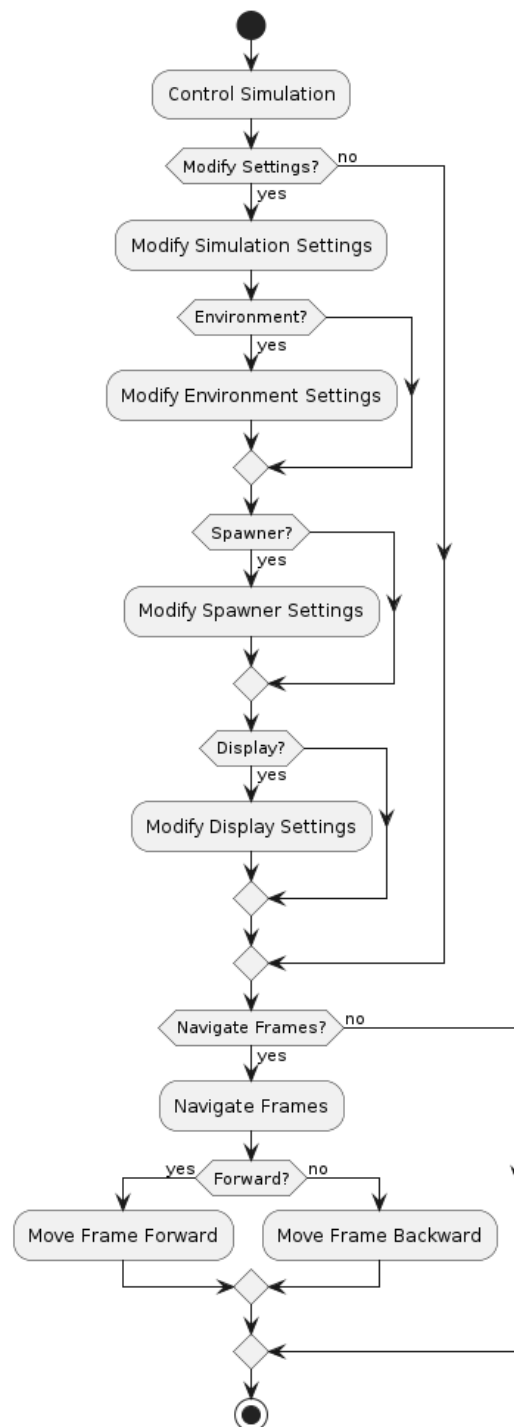 Control Simulation
Modify Settings?
no
yes
Modify Simulation Settings
Environment?
yes
Modify Environment Settings
Spawner?
yes
Modify Spawner Settings
Display?
yes
Modify Display Settings
Navigate Frames?
no
yes
Navigate Frames
yes
Forward?
no
Move Frame Forward
Move Frame Backward